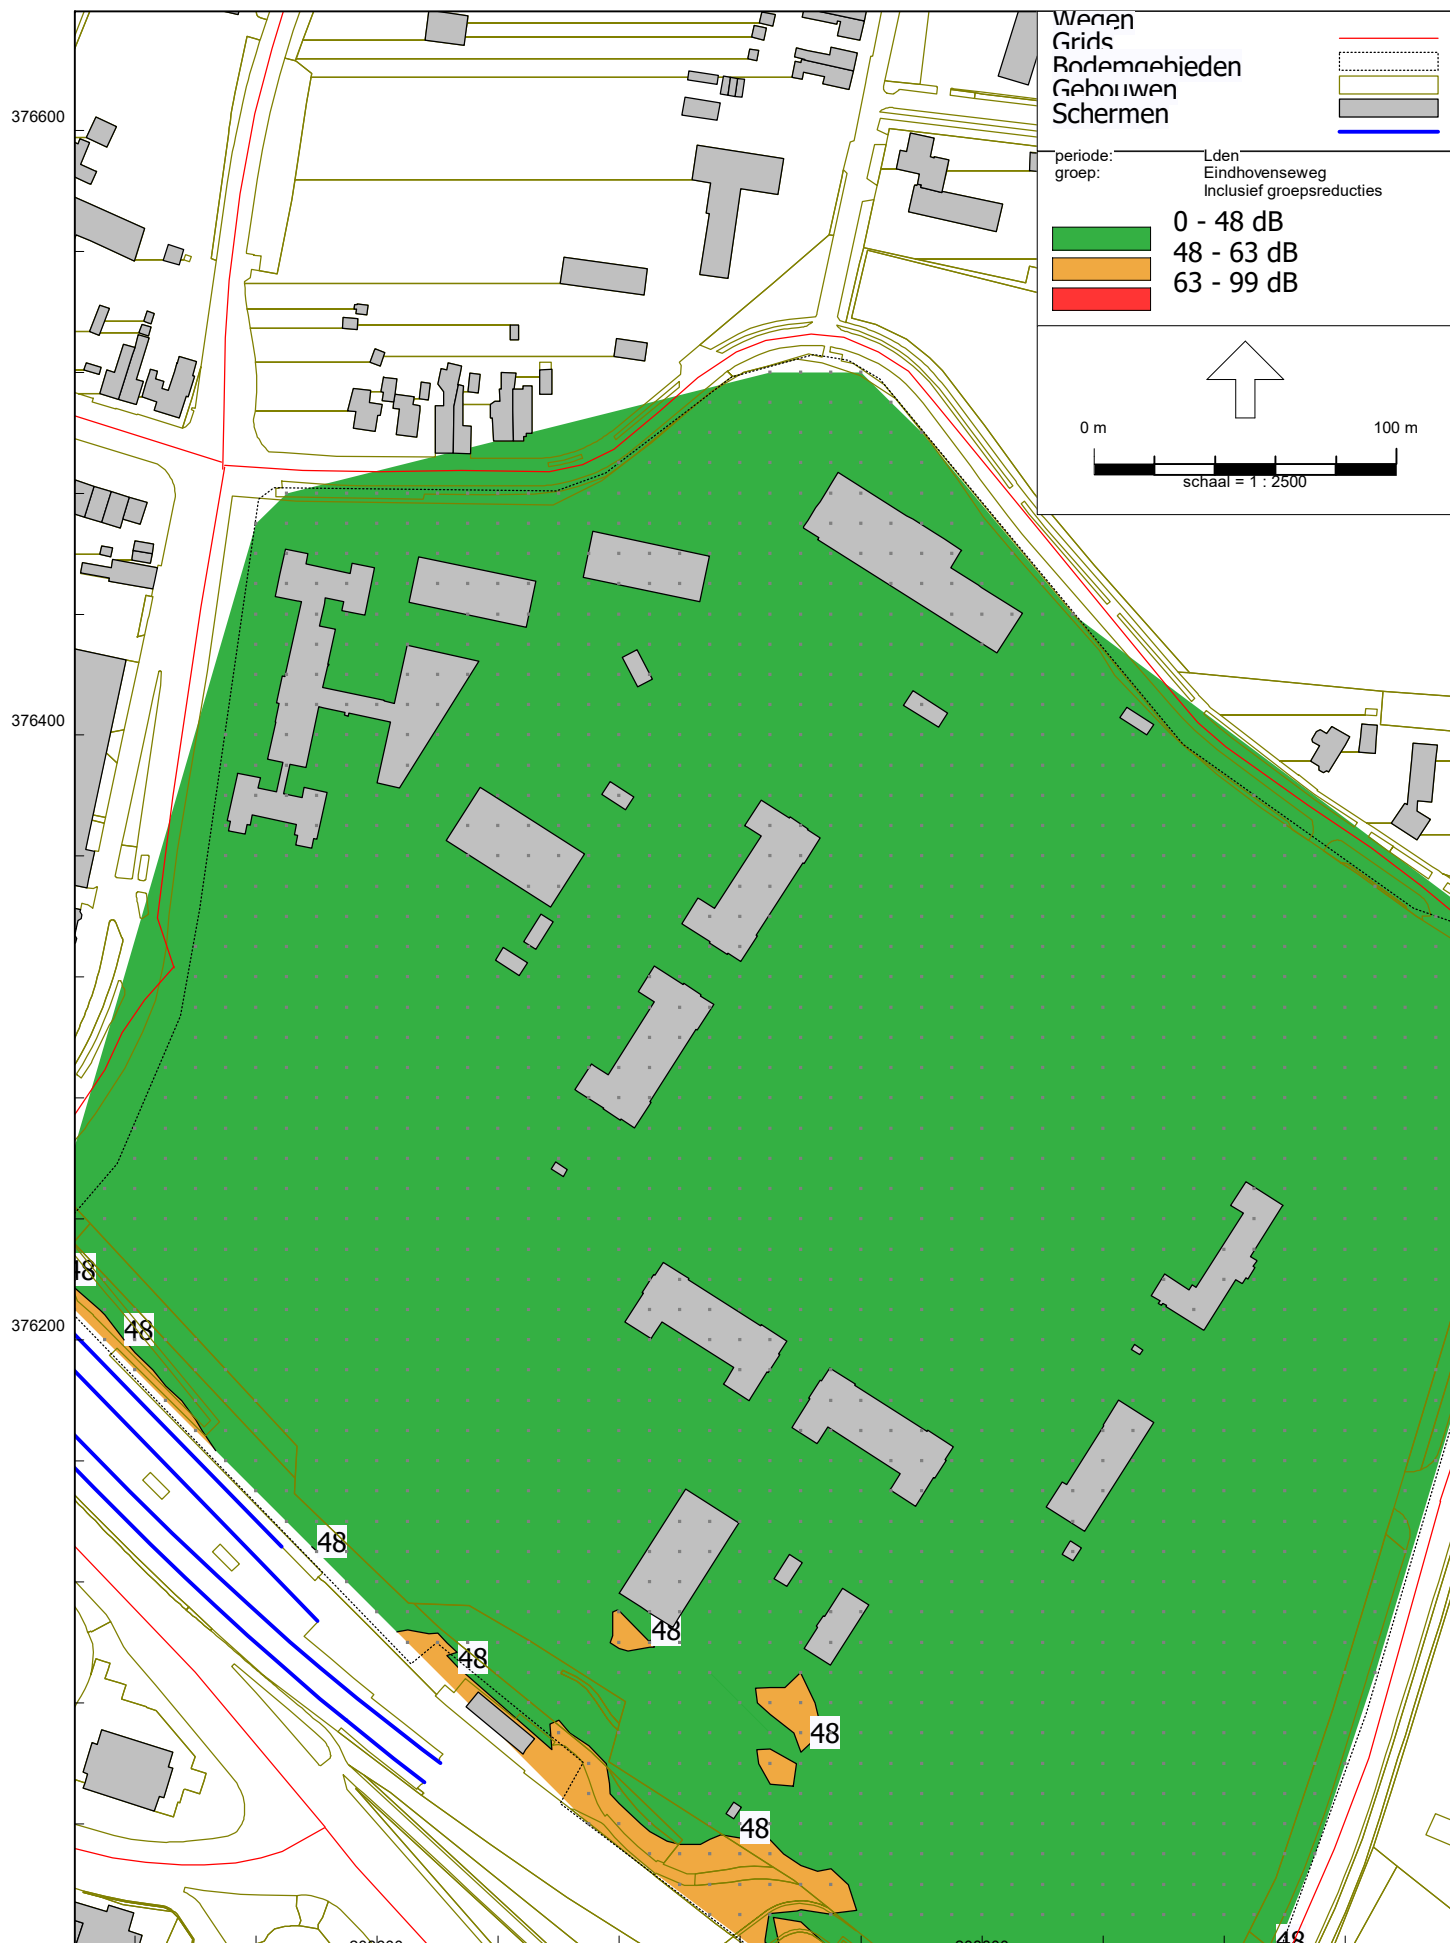 Wegen
Grids
Bodemgebieden
Gebouwen
Schermen
periode: Lden
groep: Eindhovenseweg
Inclusief groepsreducties
0 - 48 dB
48 - 63 dB
63 - 99 dB
0 m 100 m
schaal = 1 : 2500
376600
376400
376200
48
48
48
48
48
48
48
48